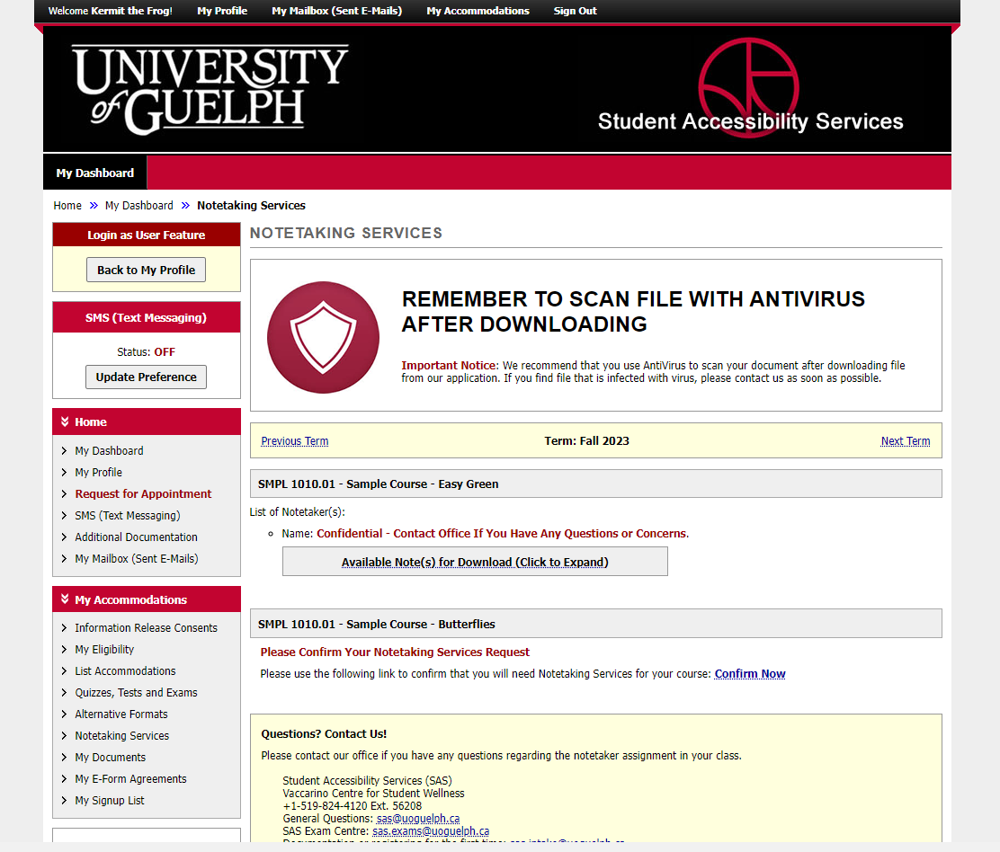 Welcome Kermit the Frog! My Profile My Mailbox (Sent E-Mails) My Accommodations Sign Out
UNIVERSITY
of GUELPH
Student Accessibility Services
My Dashboard
Home » My Dashboard » Notetaking Services
Login as User Feature
Back to My Profile
SMS (Text Messaging)
Status: OFF
Update Preference
Home
My Dashboard
My Profile
Request for Appointment
SMS (Text Messaging)
Additional Documentation
My Mailbox (Sent E-Mails)
My Accommodations
Information Release Consents
My Eligibility
List Accommodations
Quizzes, Tests and Exams
Alternative Formats
Notetaking Services
My Documents
My E-Form Agreements
My Signup List
NOTETAKING SERVICES
REMEMBER TO SCAN FILE WITH ANTIVIRUS
AFTER DOWNLOADING
Important Notice: We recommend that you use AntiVirus to scan your document after downloading file
from our application. If you find file that is infected with virus, please contact us as soon as possible.
Previous Term Term: Fall 2023 Next Term
SMPL 1010.01 - Sample Course - Easy Green
List of Notetaker(s):
Name: Confidential - Contact Office If You Have Any Questions or Concerns.
Available Note(s) for Download (Click to Expand)
SMPL 1010.01 - Sample Course - Butterflies
Please Confirm Your Notetaking Services Request
Please use the following link to confirm that you will need Notetaking Services for your course: Confirm Now
Questions? Contact Us!
Please contact our office if you have any questions regarding the notetaker assignment in your class.
Student Accessibility Services (SAS)
Vaccarino Centre for Student Wellness
+1-519-824-4120 Ext. 56208
General Questions: sas@uoguelph.ca
SAS Exam Centre: sas.exams@uoguelph.ca
Documentation or registering for the first time: sas.intake@uoguelph.ca